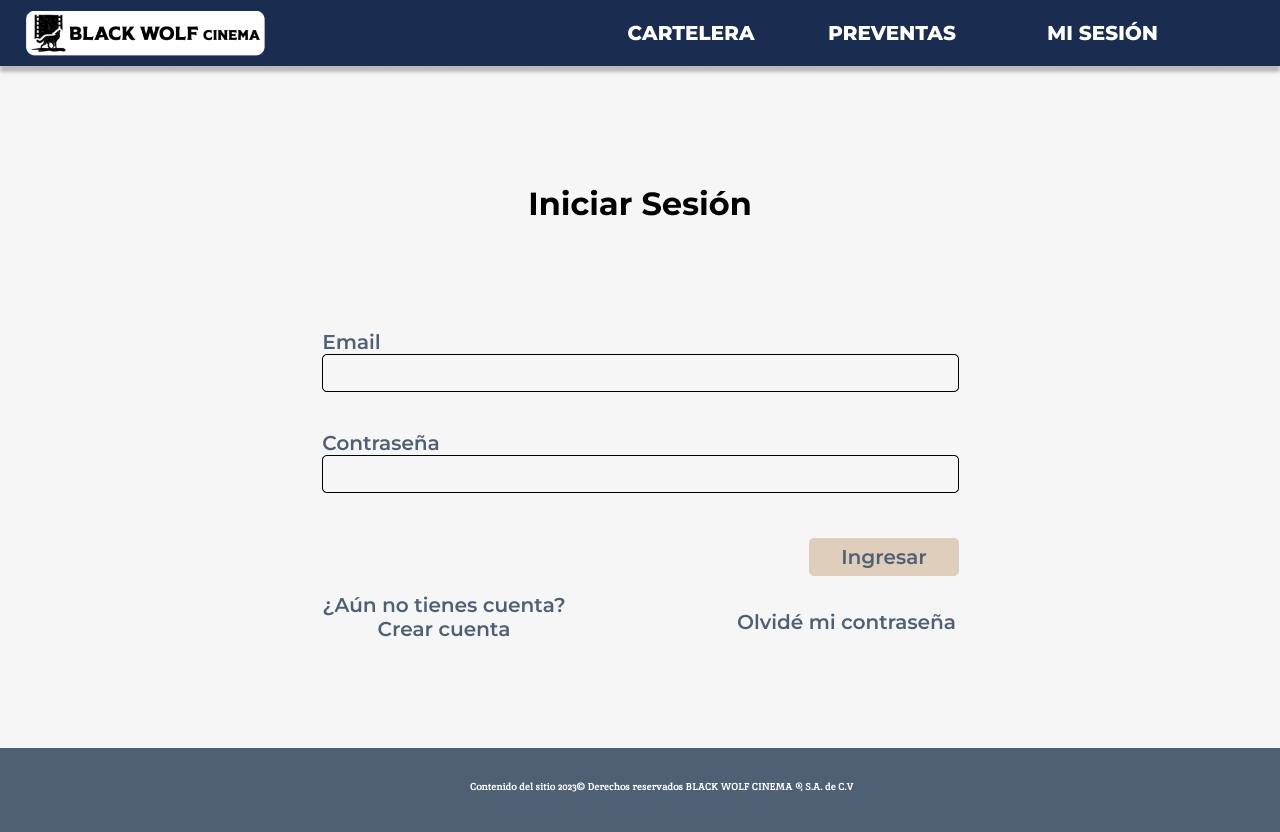 BLACK WOLF CINEMA
CARTELERA
PREVENTAS
MI SESIÓN
Iniciar Sesión
Email
Contraseña
Ingresar
¿Aún no tienes cuenta?
Crear cuenta
Olvidé mi contraseña
Contenido del sitio 2023© Derechos reservados BLACK WOLF CINEMA ®, S.A. de C.V